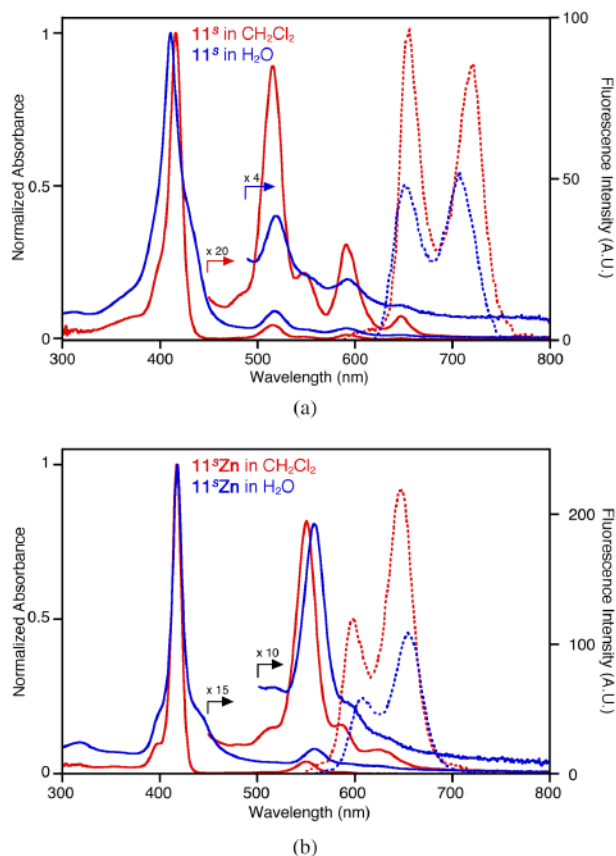 11ˢ in CH₂Cl₂
11ˢ in H₂O
x 4
x 20
Normalized Absorbance
1
0.5
0
Fluorescence Intensity (A.U.)
100
50
0
300 400 500 600 700 800
Wavelength (nm)
(a)
11ˢZn in CH₂Cl₂
11ˢZn in H₂O
x 10
x 15
Normalized Absorbance
1
0.5
0
Fluorescence Intensity (A.U.)
200
100
0
300 400 500 600 700 800
Wavelength (nm)
(b)